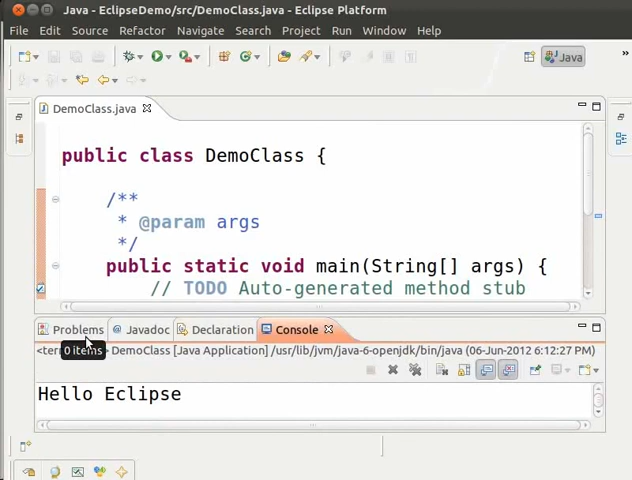 Java - EclipseDemo/src/DemoClass.java - Eclipse Platform
File Edit Source Refactor Navigate Search Project Run Window Help
Java
DemoClass.java
public class DemoClass {
/**
* @param args
*/
public static void main(String[] args) {
// TODO Auto-generated method stub
Problems @ Javadoc Declaration Console
0 items
<ter DemoClass [Java Application] /usr/lib/jvm/java-6-openjdk/bin/java (06-Jun-2012 6:12:27 PM)
Hello Eclipse